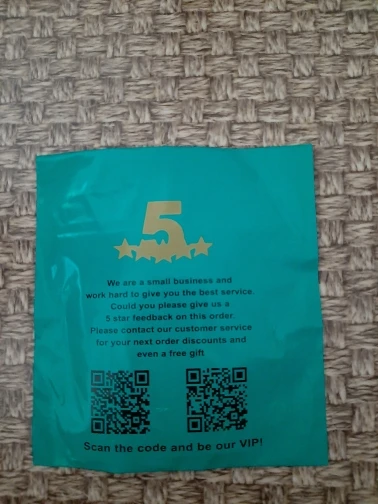 5
We are a small business and
work hard to give you the best service.
Could you please give us a
5 star feedback on this order.
Please contact our customer service
for your next order discounts and
even a free gift
Scan the code and be our VIP!